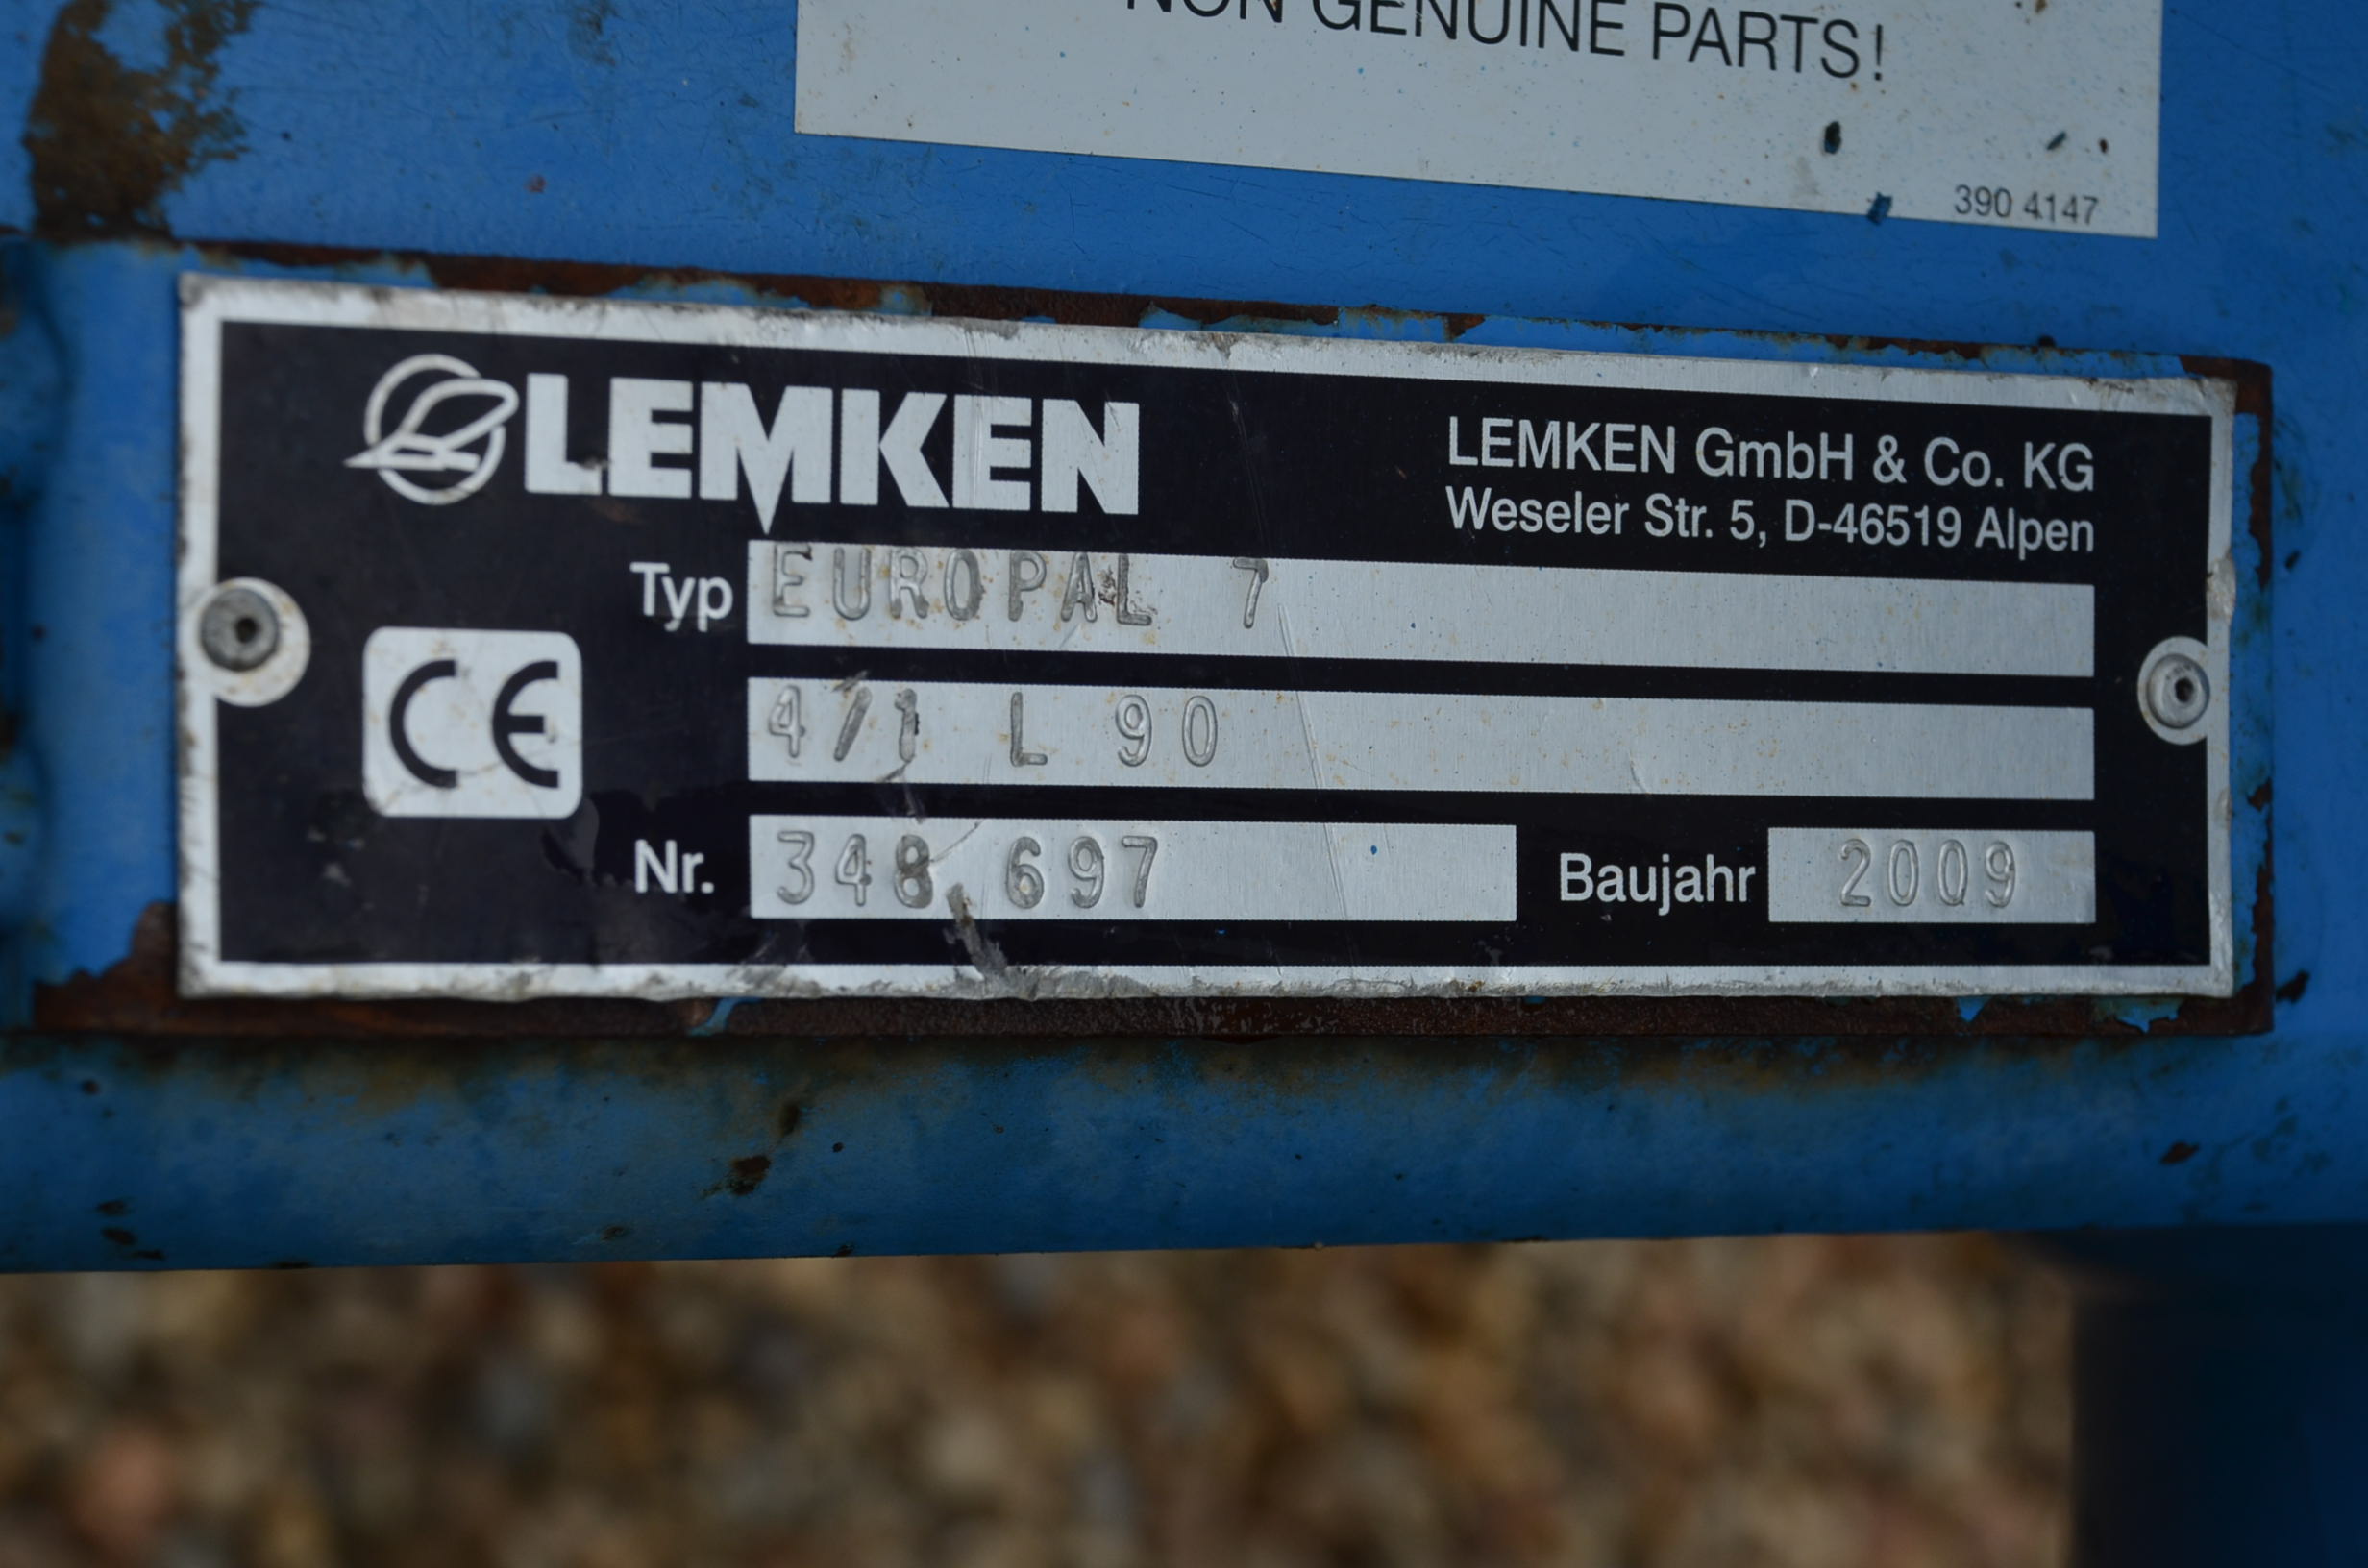 NON GENUINE PARTS!
390 4147
LEMKEN
LEMKEN GmbH & Co. KG
Weseler Str. 5, D-46519 Alpen
Typ EUROPAL 7
4/1 L 90
CE
Nr. 348 697 Baujahr 2009